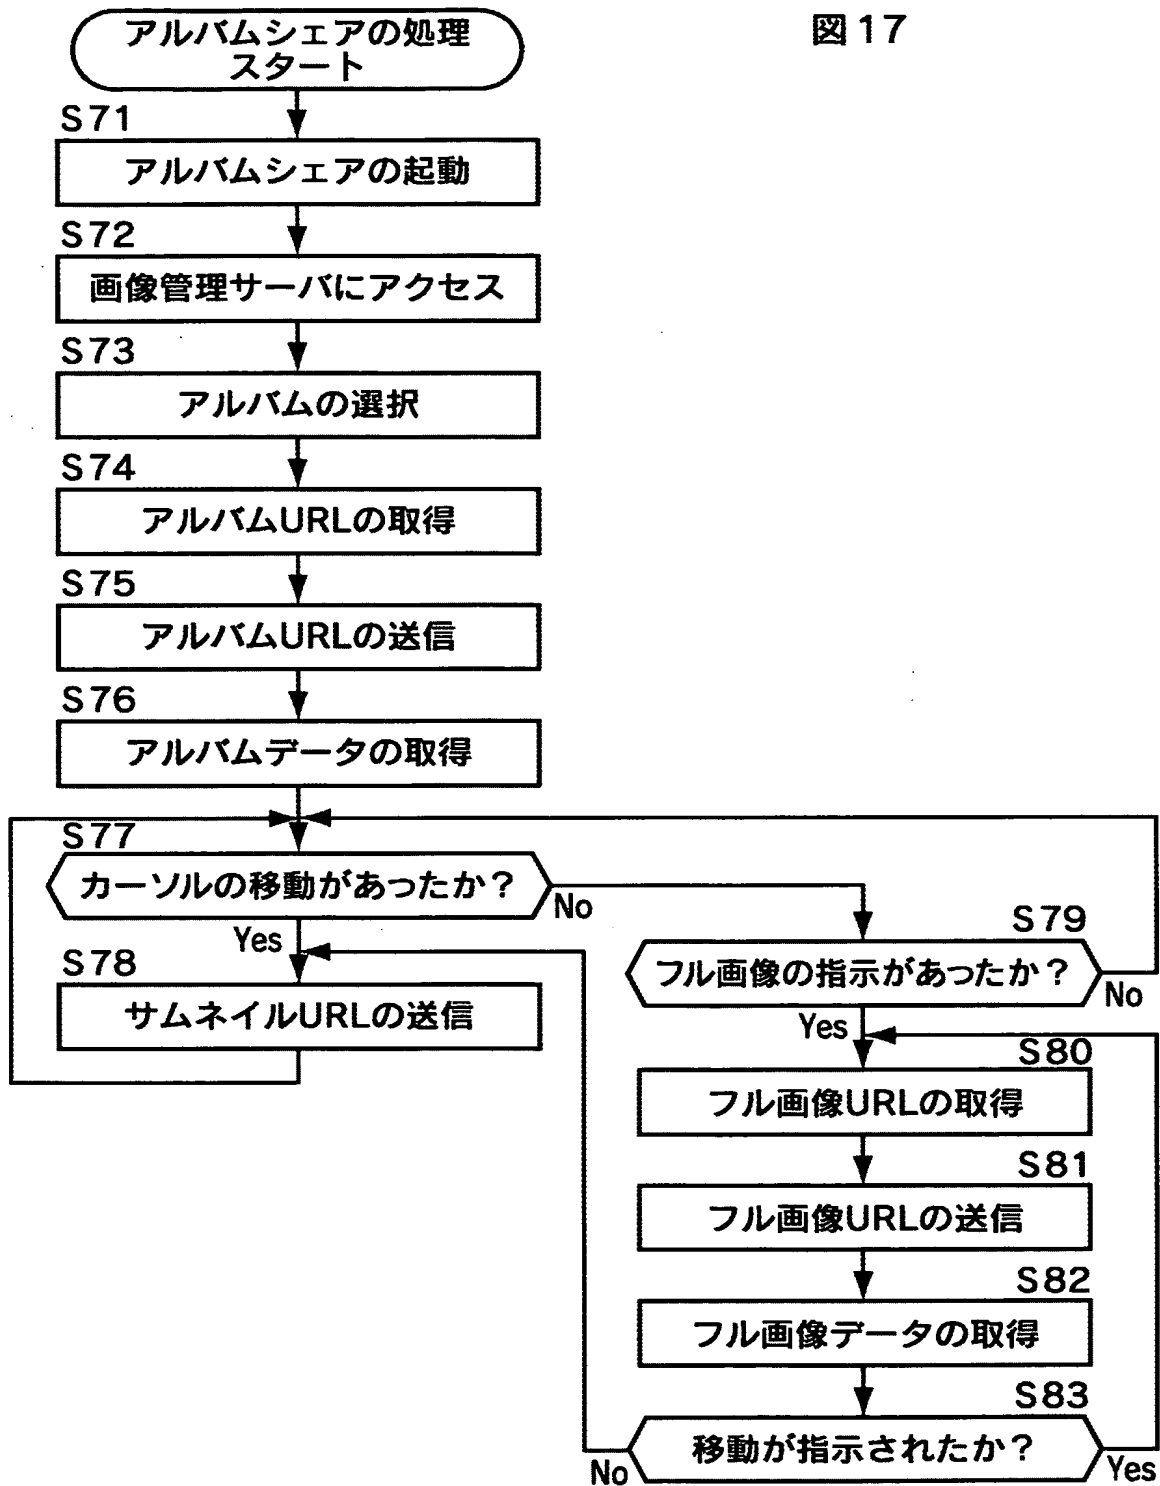 図17
アルバムシェアの処理
スタート
S71
アルバムシェアの起動
S72
画像管理サーバにアクセス
S73
アルバムの選択
S74
アルバムURLの取得
S75
アルバムURLの送信
S76
アルバムデータの取得
S77
カーソルの移動があったか？
No
Yes
S78
サムネイルURLの送信
S79
フル画像の指示があったか？
No
Yes
S80
フル画像URLの取得
S81
フル画像URLの送信
S82
フル画像データの取得
S83
移動が指示されたか？
No
Yes